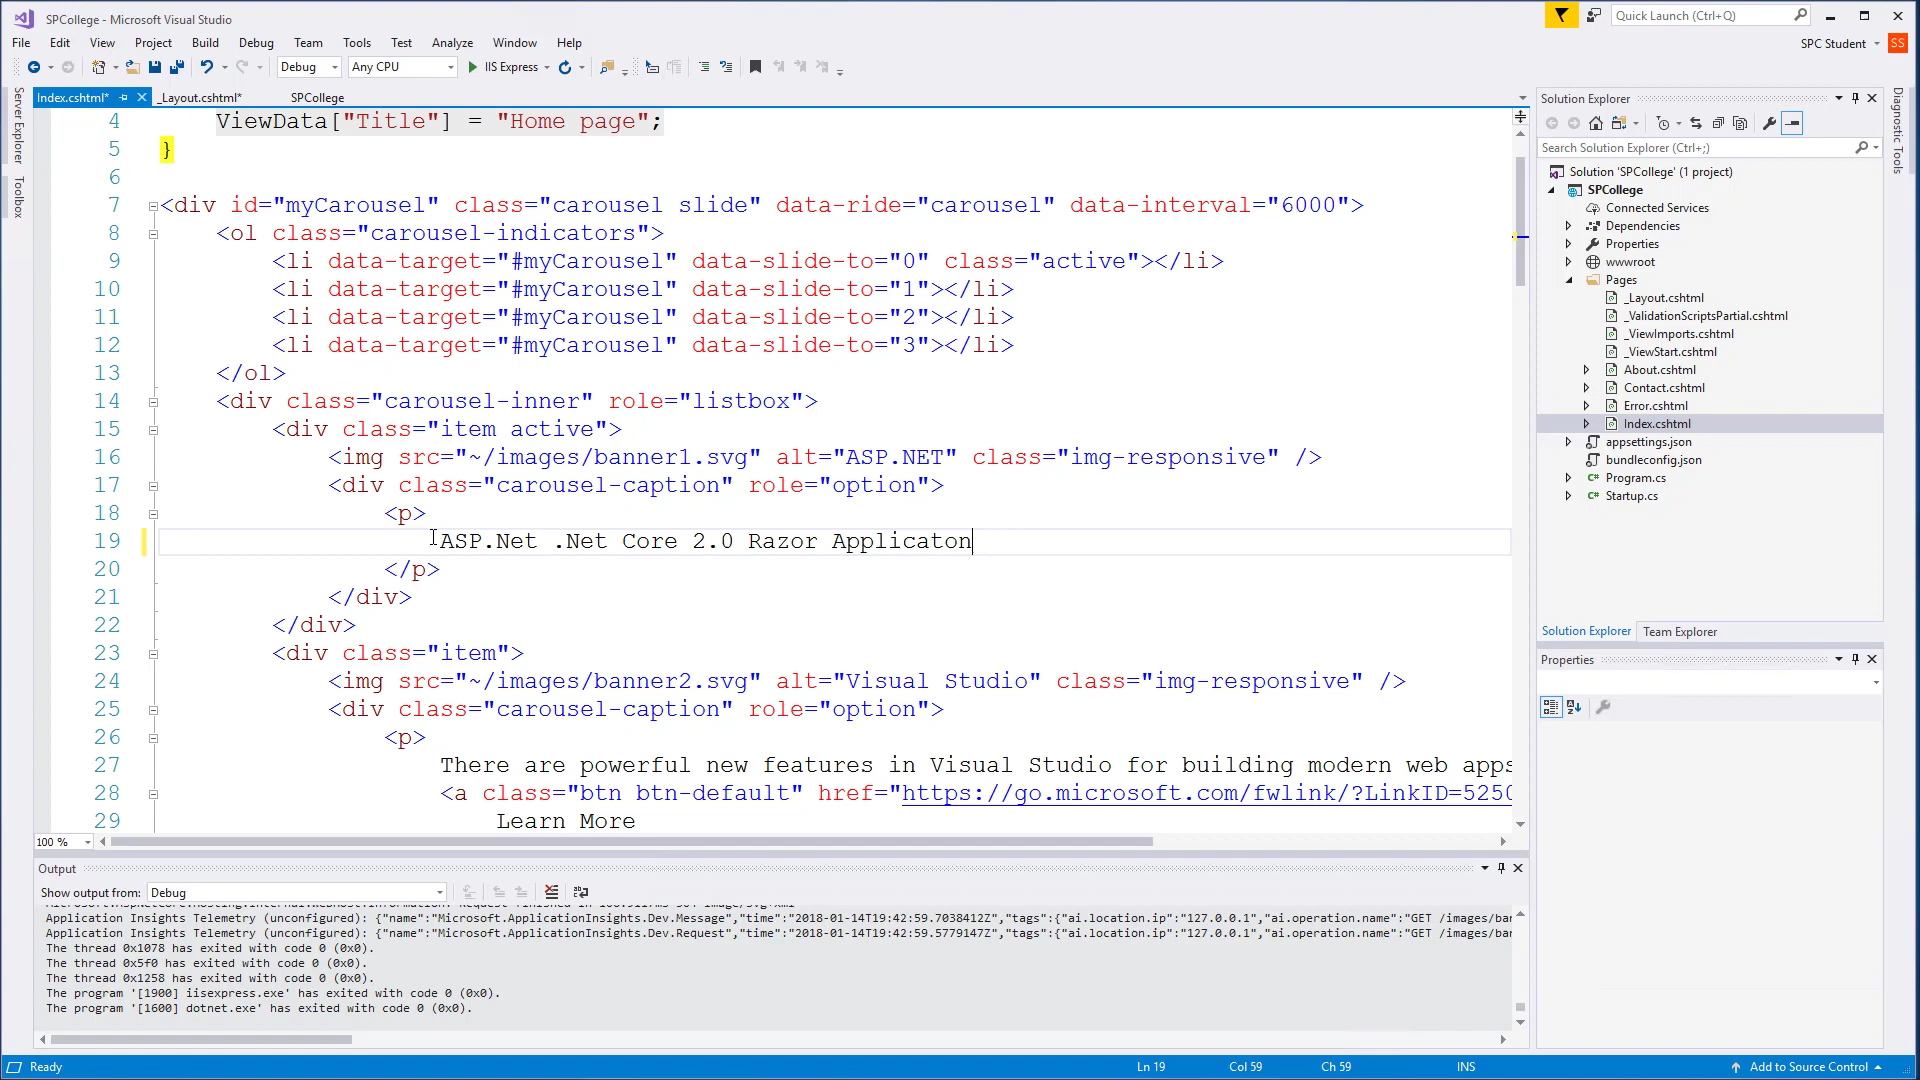 SPCollege - Microsoft Visual Studio
Quick Launch (Ctrl+Q)
File Edit View Project Build Debug Team Tools Test Analyze Window Help
SPC Student SS
Debug Any CPU IIS Express
Server Explorer
Toolbox
Index.cshtml* _Layout.cshtml* SPCollege
4 ViewData["Title"] = "Home page";
5 }
6
7 <div id="myCarousel" class="carousel slide" data-ride="carousel" data-interval="6000">
8 <ol class="carousel-indicators">
9 <li data-target="#myCarousel" data-slide-to="0" class="active"></li>
10 <li data-target="#myCarousel" data-slide-to="1"></li>
11 <li data-target="#myCarousel" data-slide-to="2"></li>
12 <li data-target="#myCarousel" data-slide-to="3"></li>
13 </ol>
14 <div class="carousel-inner" role="listbox">
15 <div class="item active">
16 <img src="~/images/banner1.svg" alt="ASP.NET" class="img-responsive" />
17 <div class="carousel-caption" role="option">
18 <p>
19 ASP.Net .Net Core 2.0 Razor Applicaton
20 </p>
21 </div>
22 </div>
23 <div class="item">
24 <img src="~/images/banner2.svg" alt="Visual Studio" class="img-responsive" />
25 <div class="carousel-caption" role="option">
26 <p>
27 There are powerful new features in Visual Studio for building modern web apps
28 <a class="btn btn-default" href="https://go.microsoft.com/fwlink/?LinkID=5250
29 Learn More
100 %
Output
Show output from: Debug
Application Insights Telemetry (unconfigured): {"name":"Microsoft.ApplicationInsights.Dev.Message","time":"2018-01-14T19:42:59.7038412Z","tags":{"ai.location.ip":"127.0.0.1","ai.operation.name":"GET /images/ba
Application Insights Telemetry (unconfigured): {"name":"Microsoft.ApplicationInsights.Dev.Request","time":"2018-01-14T19:42:59.5779147Z","tags":{"ai.location.ip":"127.0.0.1","ai.operation.name":"GET /images/ba
The thread 0x1078 has exited with code 0 (0x0).
The thread 0x5f0 has exited with code 0 (0x0).
The thread 0x1258 has exited with code 0 (0x0).
The program '[1900] iisexpress.exe' has exited with code 0 (0x0).
The program '[1600] dotnet.exe' has exited with code 0 (0x0).
Solution Explorer
Search Solution Explorer (Ctrl+;)
Solution 'SPCollege' (1 project)
SPCollege
Connected Services
Dependencies
Properties
wwwroot
Pages
_Layout.cshtml
_ValidationScriptsPartial.cshtml
_ViewImports.cshtml
_ViewStart.cshtml
About.cshtml
Contact.cshtml
Error.cshtml
Index.cshtml
appsettings.json
bundleconfig.json
Program.cs
Startup.cs
Solution Explorer Team Explorer
Properties
Diagnostic Tools
Ready Ln 19 Col 59 Ch 59 INS Add to Source Control